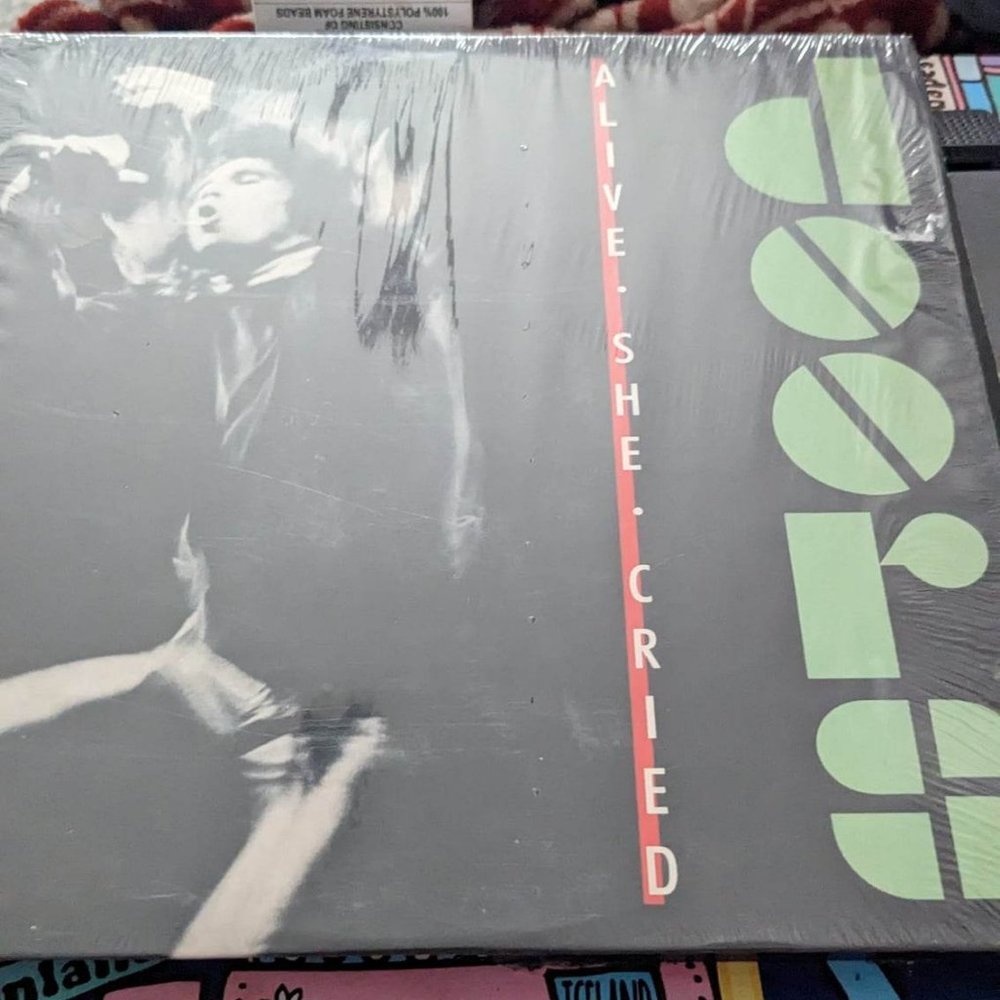 CONSISTING OF
100% POLYSTYRENE FOAM BEADS
ALIVE · SHE · CRIED
doors
ICELAND